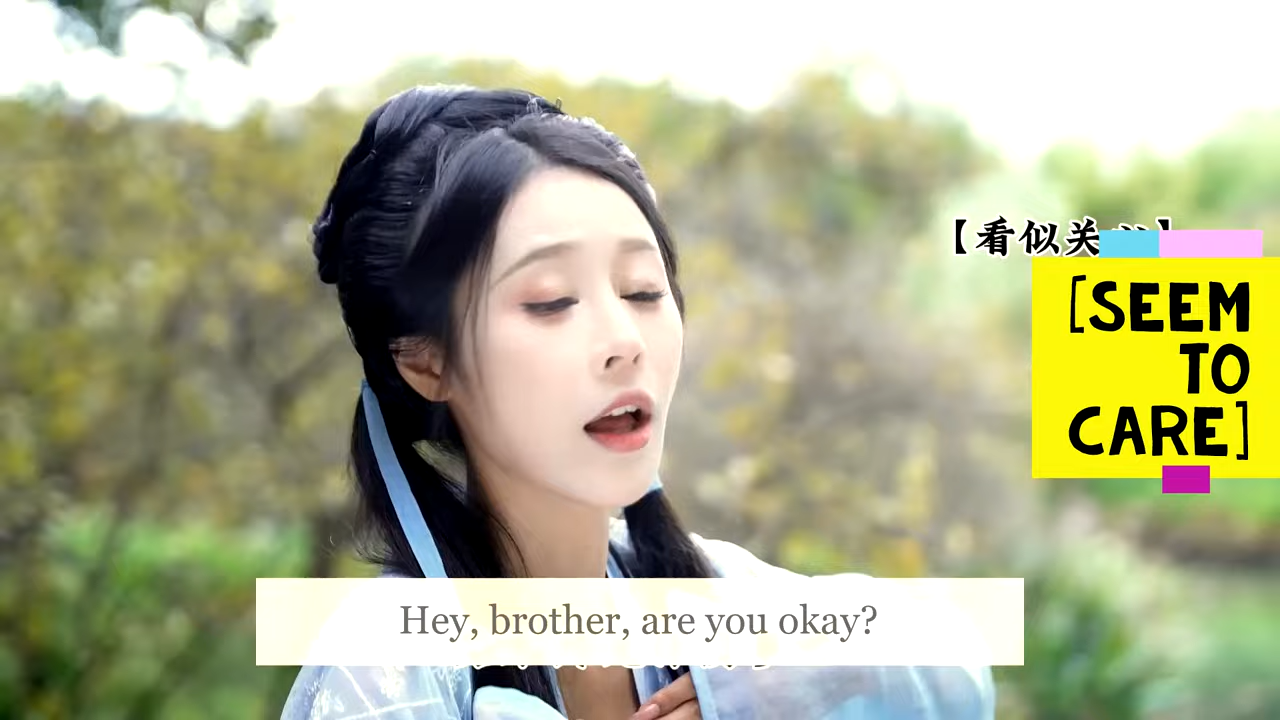 【看似关
[SEEM
TO
CARE]
Hey, brother, are you okay?